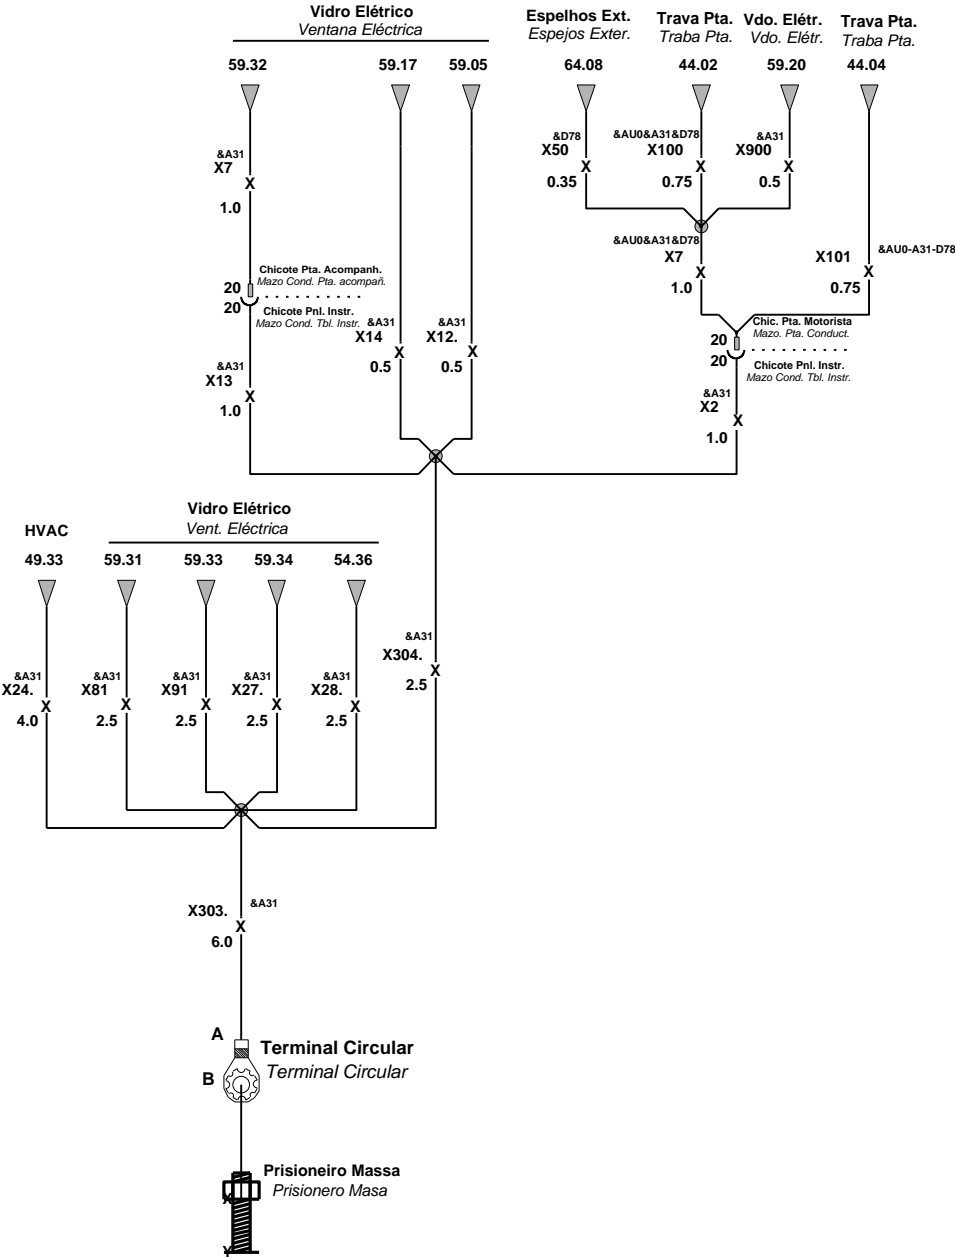 Vidro Elétrico
Ventana Eléctrica
59.32
59.17
59.05
Espelhos Ext.
Espejos Exter.
64.08
Trava Pta.
Traba Pta.
44.02
Vdo. Elétr.
Vdo. Elétr.
59.20
Trava Pta.
Traba Pta.
44.04
&A31
X7
X
1.0
&D78
X50
X
0.35
&AU0&A31&D78
X100
X
0.75
&A31
X900
X
0.5
&AU0&A31&D78
X7
X
1.0
&AU0-A31-D78
X101
X
0.75
20
Chicote Pta. Acompanh.
Mazo Cond. Pta. acompañ.
20
Chicote Pnl. Instr.
Mazo Cond. Tbl. Instr.
&A31
X14
X
0.5
&A31
X12.
X
0.5
20
Chic. Pta. Motorista
Mazo. Pta. Conduct.
20
Chicote Pnl. Instr.
Mazo Cond. Tbl. Instr.
&A31
X13
X
1.0
&A31
X2
X
1.0
HVAC
49.33
Vidro Elétrico
Vent. Eléctrica
59.31
59.33
59.34
54.36
&A31
X304.
X
2.5
&A31
X24.
X
4.0
&A31
X81
X
2.5
&A31
X91
X
2.5
&A31
X27.
X
2.5
&A31
X28.
X
2.5
X303.
&A31
X
6.0
A
Terminal Circular
B
Terminal Circular
Prisioneiro Massa
Prisionero Masa
X
Y